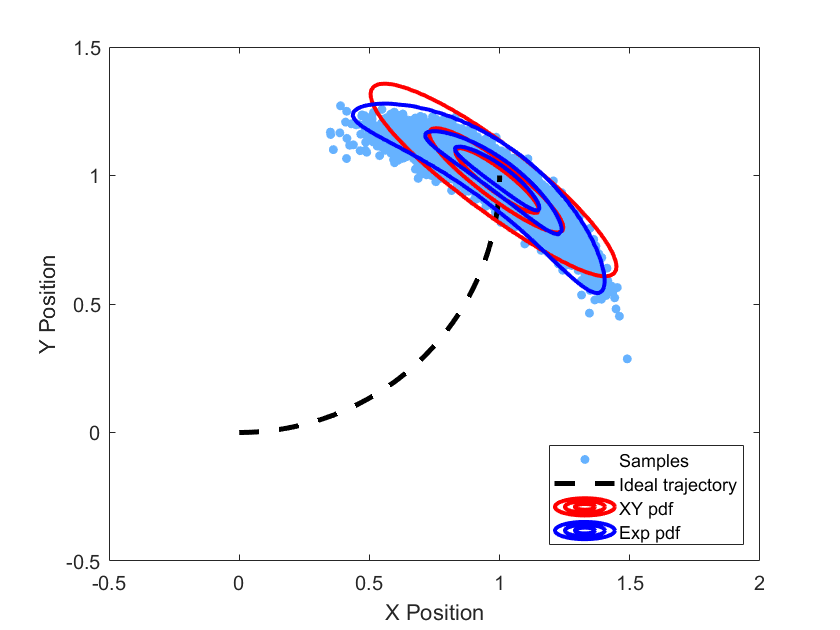 1.5
1
0.5
0
-0.5
-0.5
0
0.5
1
1.5
2
Y Position
X Position
Samples
Ideal trajectory
XY pdf
Exp pdf